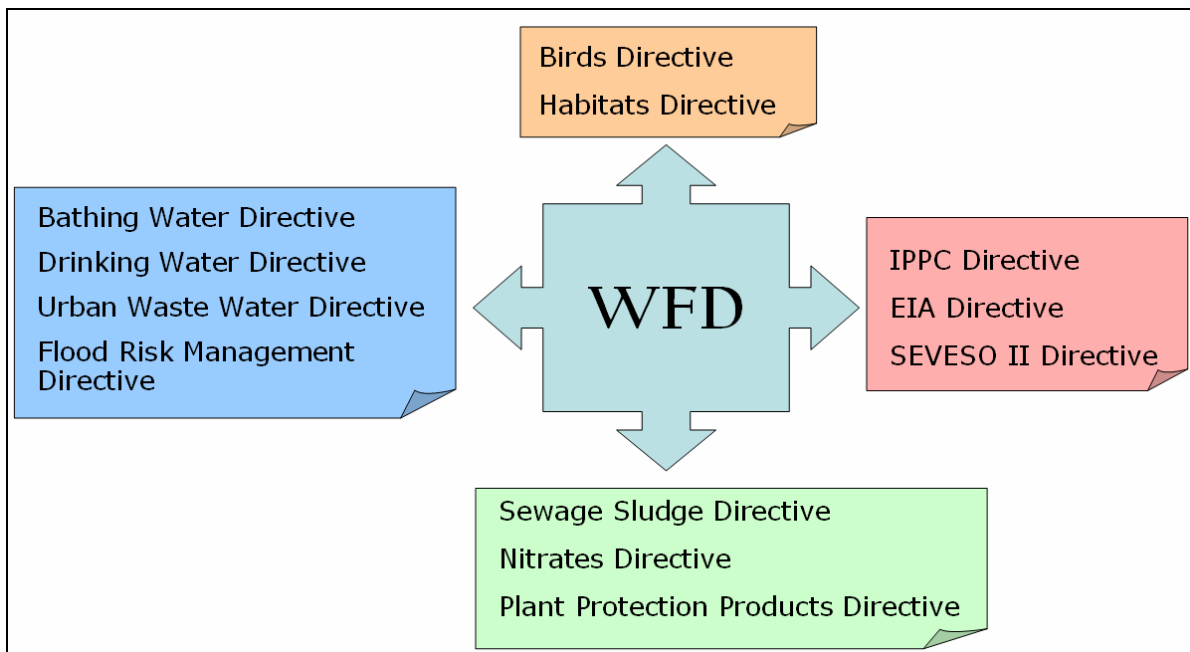 Birds Directive
Habitats Directive
Bathing Water Directive
Drinking Water Directive
Urban Waste Water Directive
Flood Risk Management
Directive
WFD
IPPC Directive
EIA Directive
SEVESO II Directive
Sewage Sludge Directive
Nitrates Directive
Plant Protection Products Directive